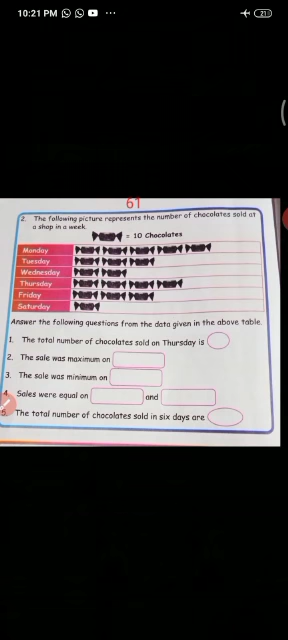 10:21 PM
21
61
2. The following picture represents the number of chocolates sold at
a shop in a week.
= 10 Chocolates
Monday
Tuesday
Wednesday
Thursday
Friday
Saturday
Answer the following questions from the data given in the above table.
1. The total number of chocolates sold on Thursday is
2. The sale was maximum on
3. The sale was minimum on
4. Sales were equal on and
5. The total number of chocolates sold in six days are